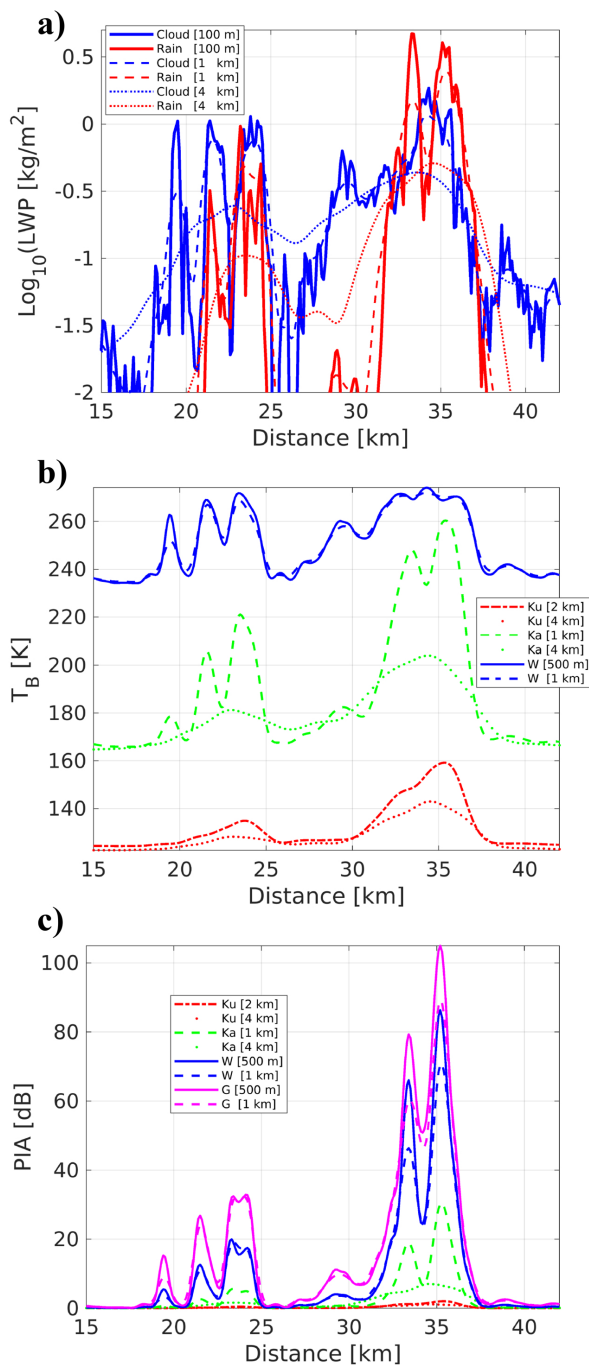 a)
Log10(LWP [kg/m2]
0.5
0
-0.5
-1
-1.5
-2
Cloud [100 m]
Rain [100 m]
Cloud [1 km]
Rain [1 km]
Cloud [4 km]
Rain [4 km]
15 20 25 30 35 40
Distance [km]
b)
TB [K]
260
240
220
200
180
160
140
Ku [2 km]
Ku [4 km]
Ka [1 km]
Ka [4 km]
W [500 m]
W [1 km]
15 20 25 30 35 40
Distance [km]
c)
PIA [dB]
100
80
60
40
20
0
Ku [2 km]
Ku [4 km]
Ka [1 km]
Ka [4 km]
W [500 m]
W [1 km]
G [500 m]
G [1 km]
15 20 25 30 35 40
Distance [km]